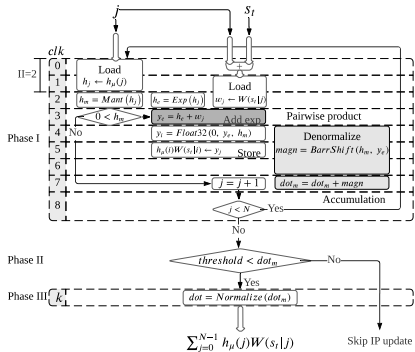 j
s_t
clk
0
+
II=2
Load
h_j ← h_μ(j)
1
Load
w_j ← W(s_t|j)
2
h_m = Mant(h_j)
h_e = Exp(h_j)
3
0 < h_m
y_e = h_e + w_j
Add exp
Pairwise product
No
Phase I
4
y_i = Float32(0, y_e, h_m)
Denormalize
magn = BarrShift(h_m, y_e)
5
h_μ(i)W(s_t|i) ← y_j
Store
6
7
j = j + 1
dot_m = dot_m + magn
Accumulation
8
j < N
Yes
No
Phase II
threshold < dot_m
No
Yes
Phase III
k
dot = Normalize(dot_m)
Skip IP update
∑_{j=0}^{N−1} h_μ(j)W(s_t|j)